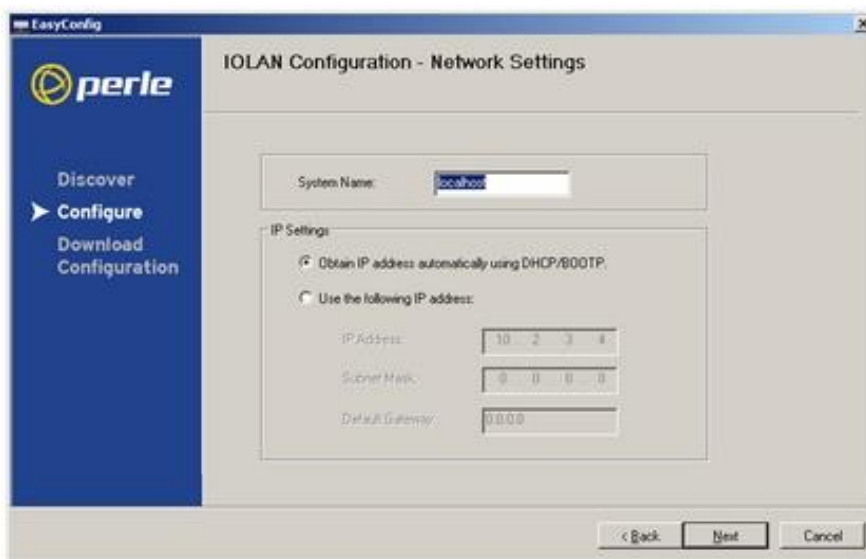 EasyConfig
perle
IOLAN Configuration - Network Settings
Discover
Configure
Download
Configuration
System Name:
localhost
IP Settings
Obtain IP address automatically using DHCP/BOOTP.
Use the following IP address:
IP Address:
10 2 3 4
Subnet Mask:
0 0 0 0
Default Gateway:
0.0.0.0
< Back
Next
Cancel